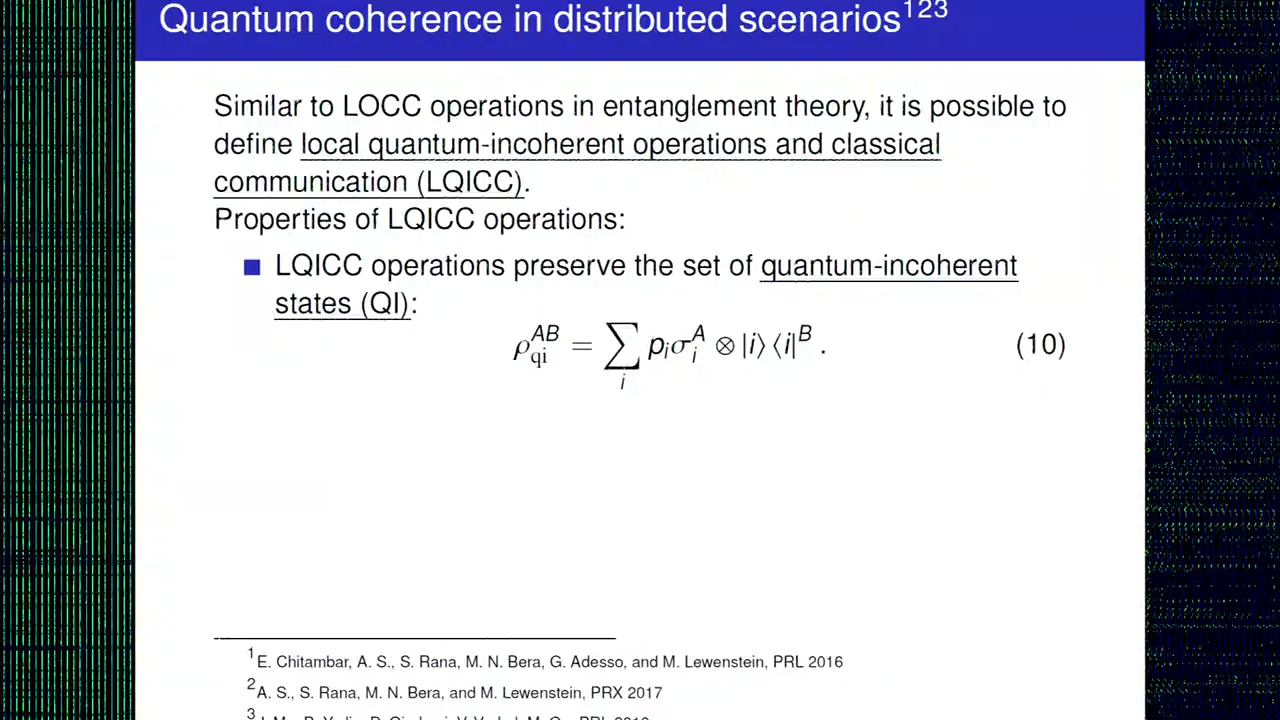 Quantum coherence in distributed scenarios¹²³
Similar to LOCC operations in entanglement theory, it is possible to
define local quantum-incoherent operations and classical
communication (LQICC).
Properties of LQICC operations:
■ LQICC operations preserve the set of quantum-incoherent
states (QI):
ρ_qi^AB = ∑_i p_i σ_i^A ⊗ |i⟩ ⟨i|^B . (10)
¹E. Chitambar, A. S., S. Rana, M. N. Bera, G. Adesso, and M. Lewenstein, PRL 2016
²A. S., S. Rana, M. N. Bera, and M. Lewenstein, PRX 2017
3